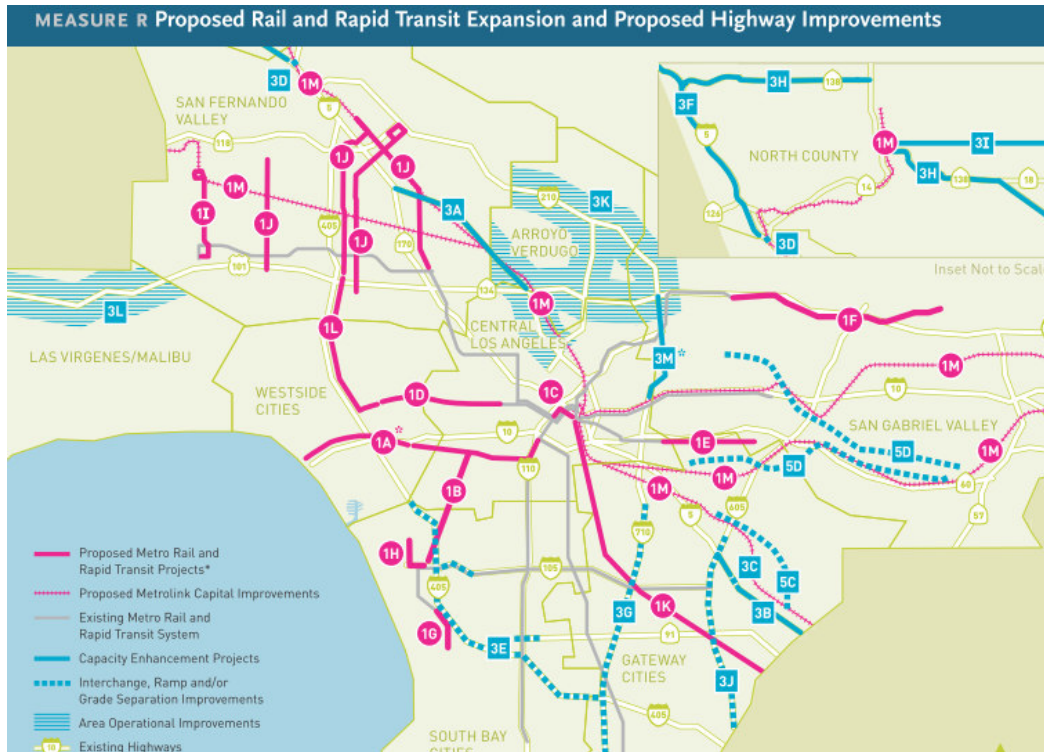 MEASURE R Proposed Rail and Rapid Transit Expansion and Proposed Highway Improvements
3D
1M
SAN FERNANDO
VALLEY
5
118
1J
1J
1M
1I
1J
405
1J
170
3A
210
3K
ARROYO
VERDUGO
101
134
1M
3L
LAS VIRGENES/MALIBU
1L
CENTRAL
LOS ANGELES
3M*
1F
WESTSIDE
CITIES
1D
1C
1M
10
1A*
10
1E
SAN GABRIEL VALLEY
5D
5D
1M
1M
1M
60
57
110
1B
710
5
605
1H
405
105
3C
5C
3B
1G
3G
1K
3E
91
GATEWAY
CITIES
3J
405
SOUTH BAY
CITIES
3H
138
3F
5
NORTH COUNTY
1M
3I
3H
138
18
14
126
3D
Inset Not to Scale
Proposed Metro Rail and
Rapid Transit Projects*
Proposed Metrolink Capital Improvements
Existing Metro Rail and
Rapid Transit System
Capacity Enhancement Projects
Interchange, Ramp and/or
Grade Separation Improvements
Area Operational Improvements
10 Existing Highways